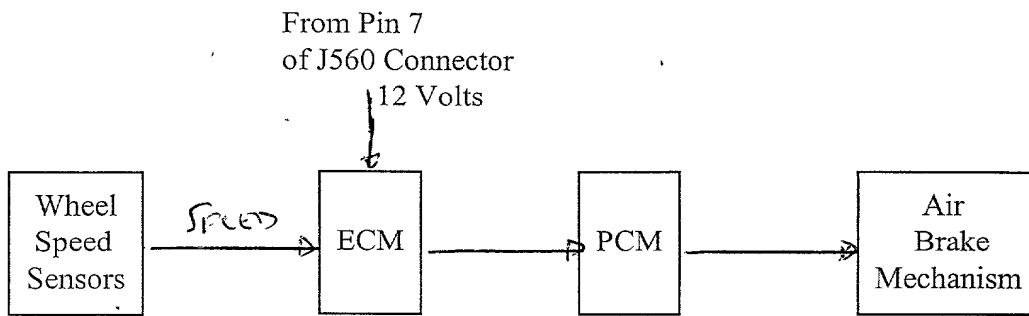 From Pin 7
of J560 Connector
12 Volts
Wheel
Speed
Sensors
SPEED
ECM
PCM
Air
Brake
Mechanism